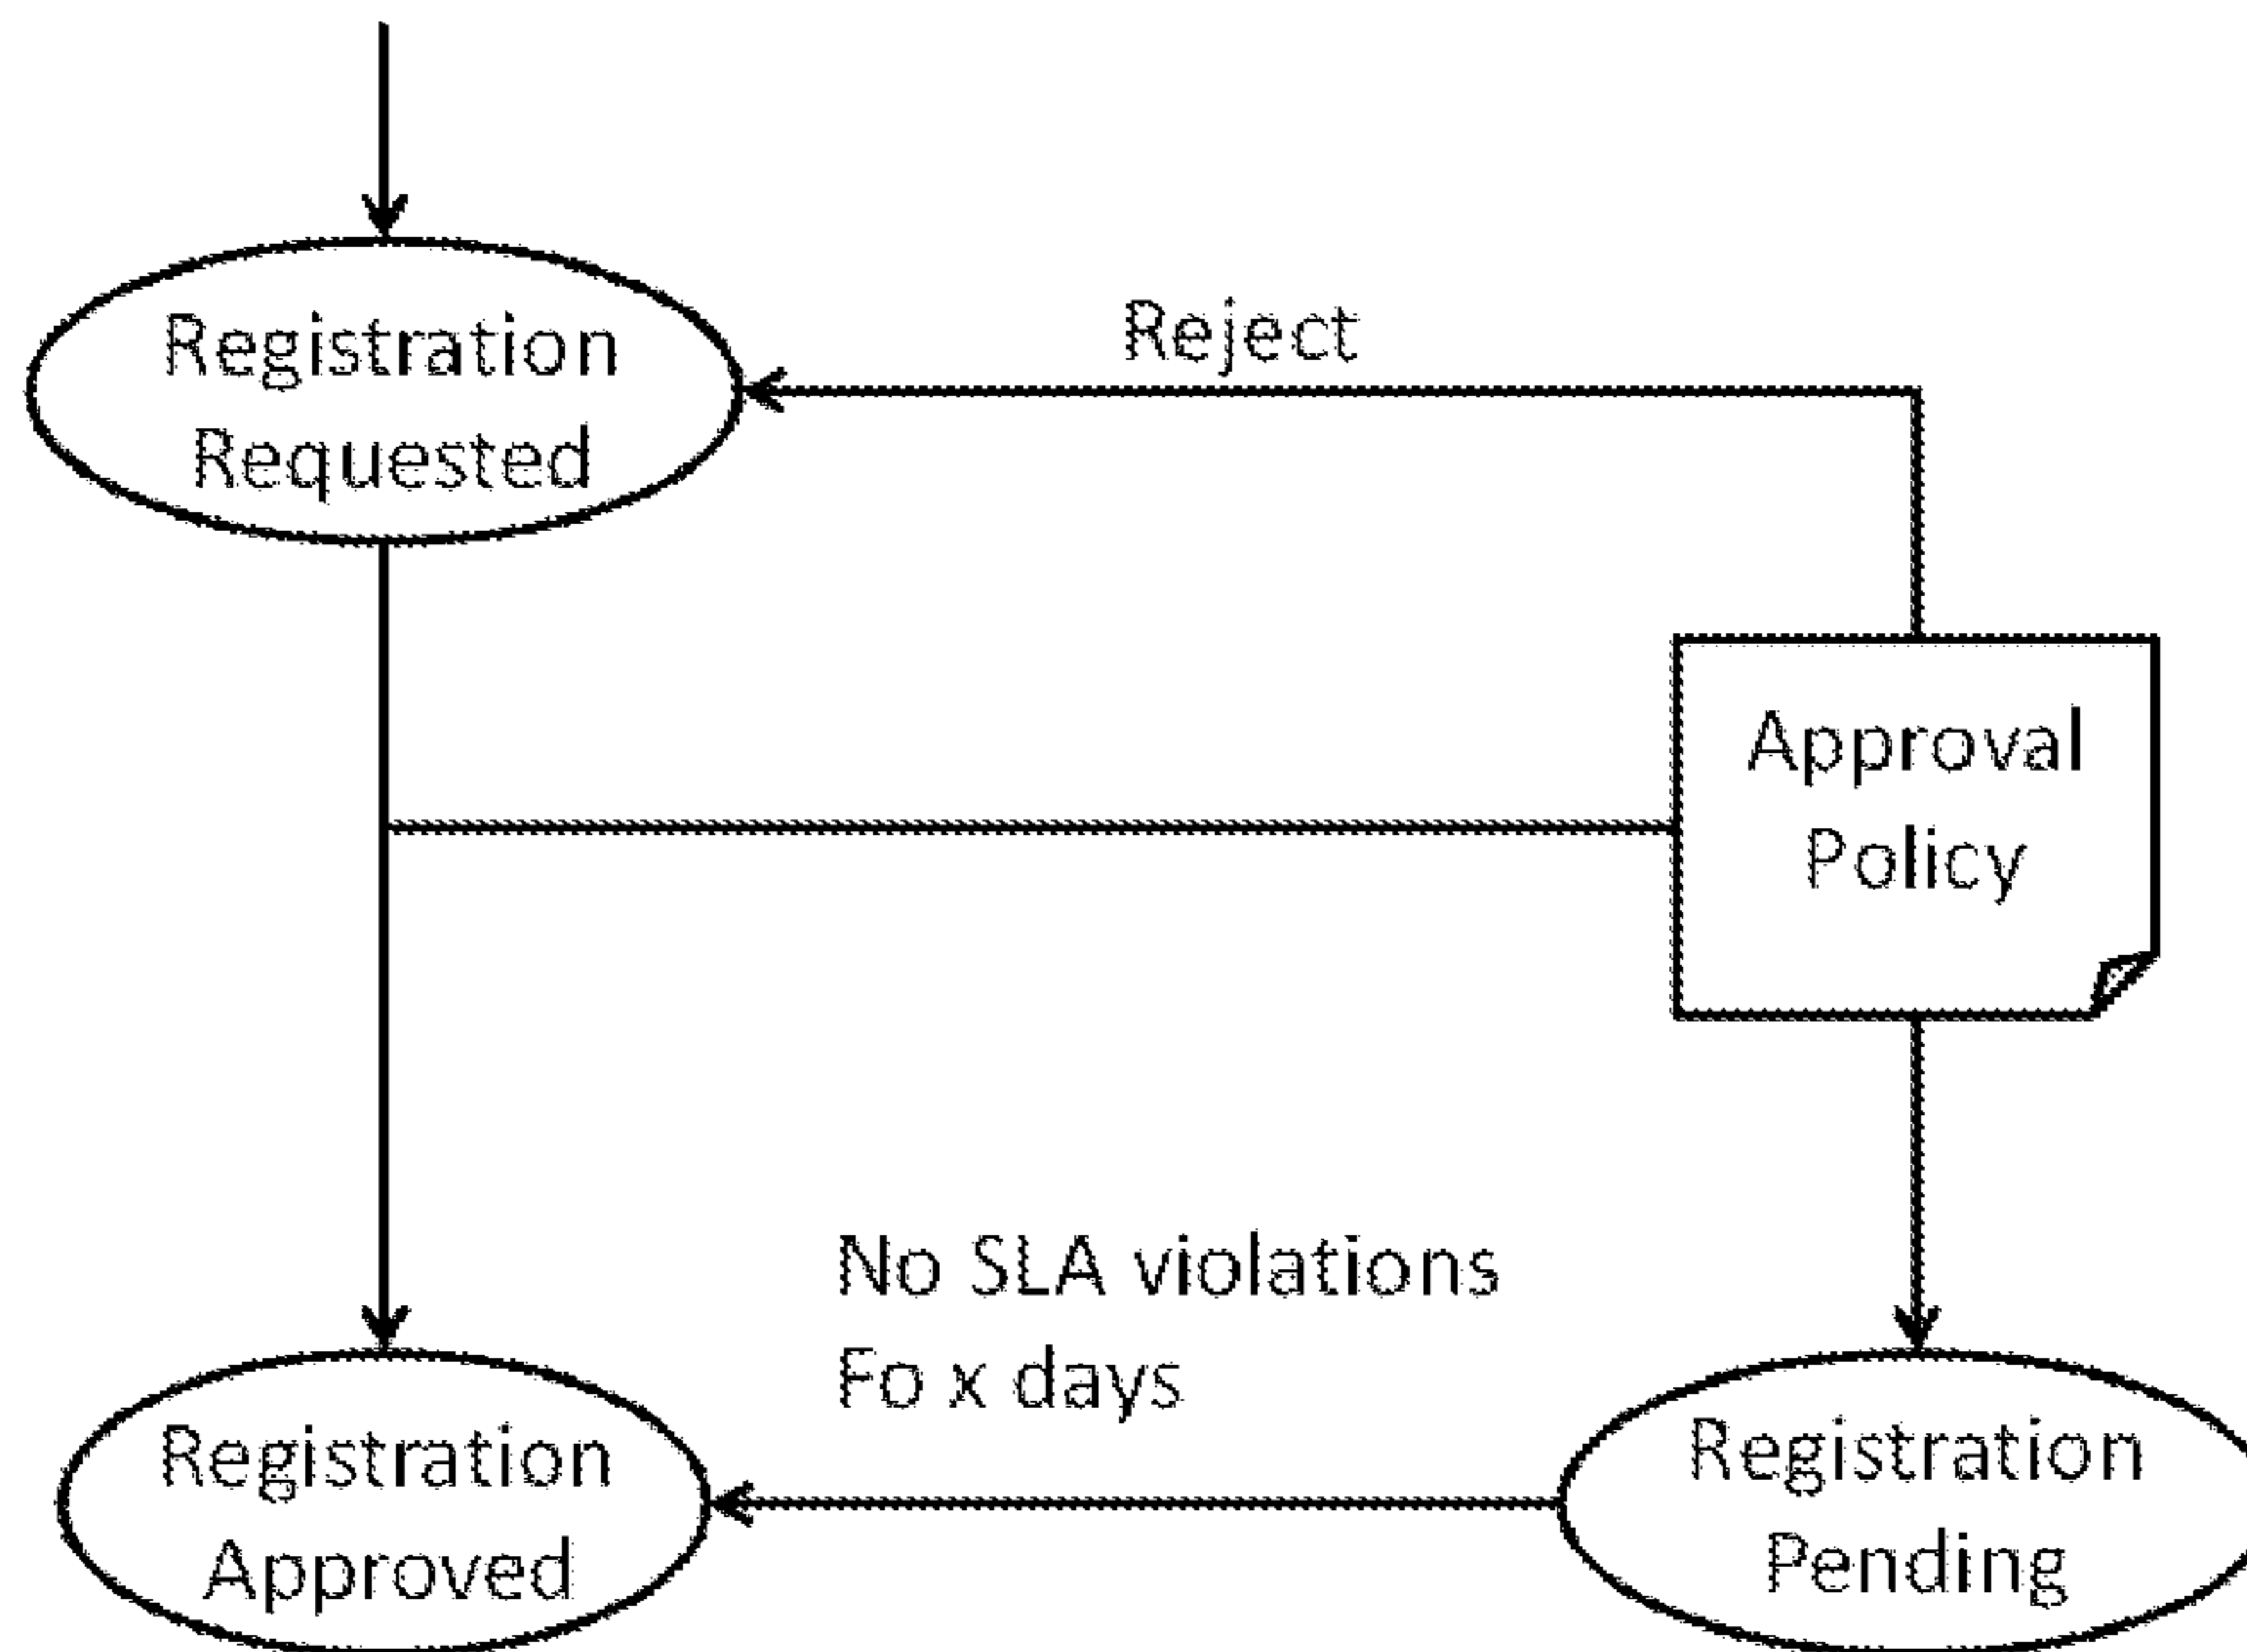 Registration
Requested
Reject
Approval
Policy
No SLA violations
Fo x days
Registration
Approved
Registration
Pending